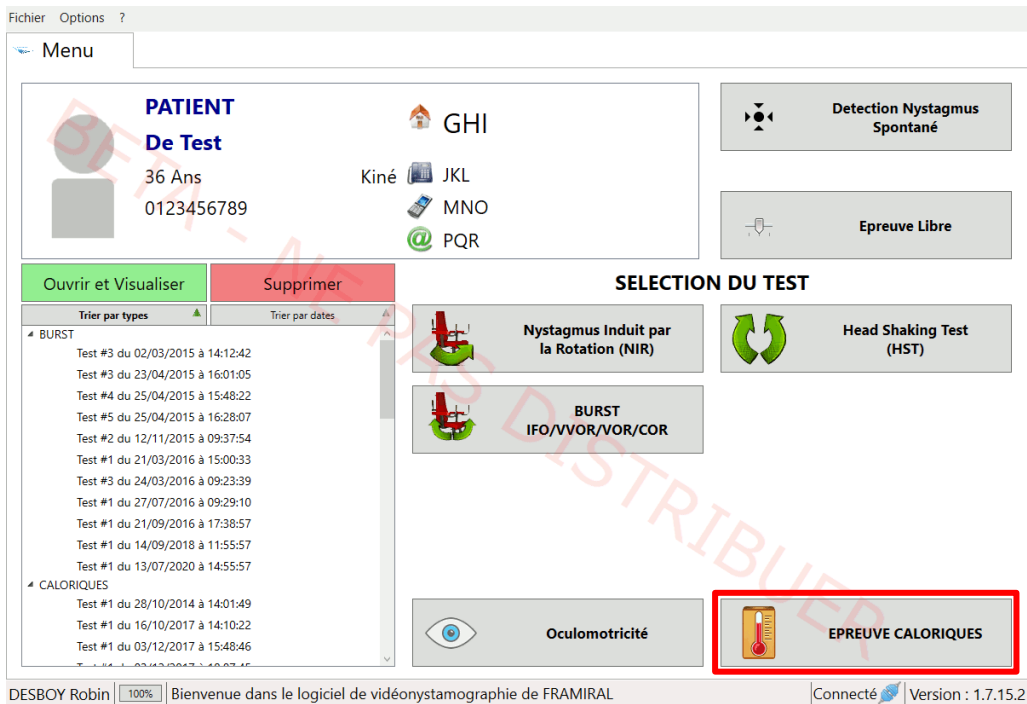 Fichier Options ?
Menu
PATIENT
De Test
36 Ans
0123456789
GHI
Kiné JKL
MNO
PQR
Detection Nystagmus
Spontané
Epreuve Libre
Ouvrir et Visualiser Supprimer
Trier par types Trier par dates
BURST
Test #3 du 02/03/2015 à 14:12:42
Test #3 du 23/04/2015 à 16:01:05
Test #4 du 25/04/2015 à 15:48:22
Test #5 du 25/04/2015 à 16:28:07
Test #2 du 12/11/2015 à 09:37:54
Test #1 du 21/03/2016 à 15:00:33
Test #3 du 24/03/2016 à 09:23:39
Test #1 du 27/07/2016 à 09:29:10
Test #1 du 21/09/2016 à 17:38:57
Test #1 du 14/09/2018 à 11:55:57
Test #1 du 13/07/2020 à 14:55:57
CALORIQUES
Test #1 du 28/10/2014 à 14:01:49
Test #1 du 16/10/2017 à 14:10:22
Test #1 du 03/12/2017 à 15:48:46
SELECTION DU TEST
Nystagmus Induit par
la Rotation (NIR)
Head Shaking Test
(HST)
BURST
IFO/VVOR/VOR/COR
Oculomotricité
EPREUVE CALORIQUES
BETA - NE PAS DISTRIBUER
DESBOY Robin 100% Bienvenue dans le logiciel de vidéonystamographie de FRAMIRAL Connecté Version : 1.7.15.2